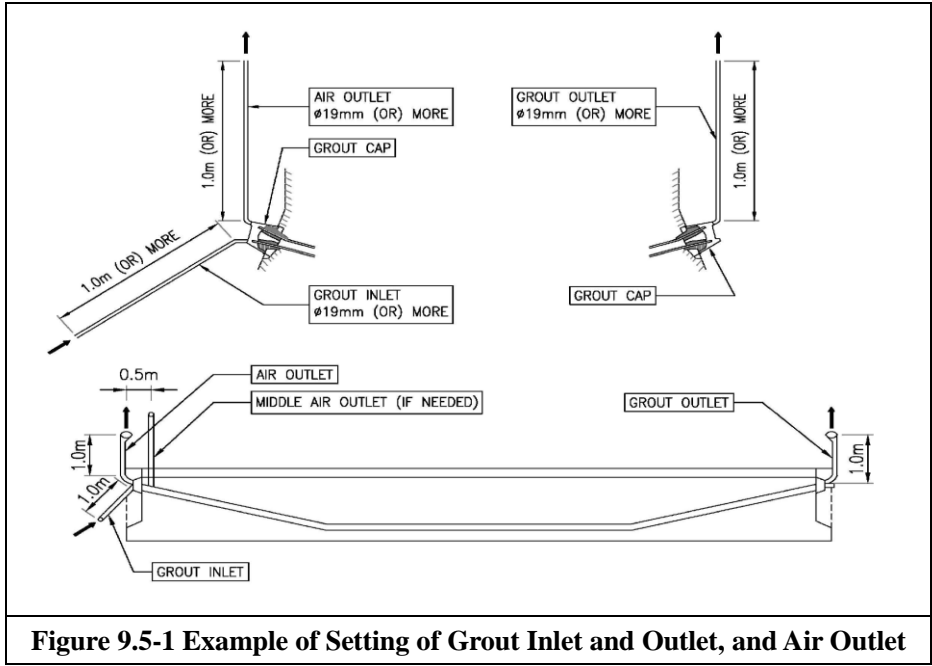 1.0m (OR) MORE
AIR OUTLET
ø19mm (OR) MORE
GROUT CAP
1.0m (OR) MORE
GROUT INLET
ø19mm (OR) MORE
GROUT OUTLET
ø19mm (OR) MORE
1.0m (OR) MORE
GROUT CAP
0.5m
AIR OUTLET
MIDDLE AIR OUTLET (IF NEEDED)
GROUT OUTLET
1.0m
1.0m
1.0m
GROUT INLET
Figure 9.5-1 Example of Setting of Grout Inlet and Outlet, and Air Outlet